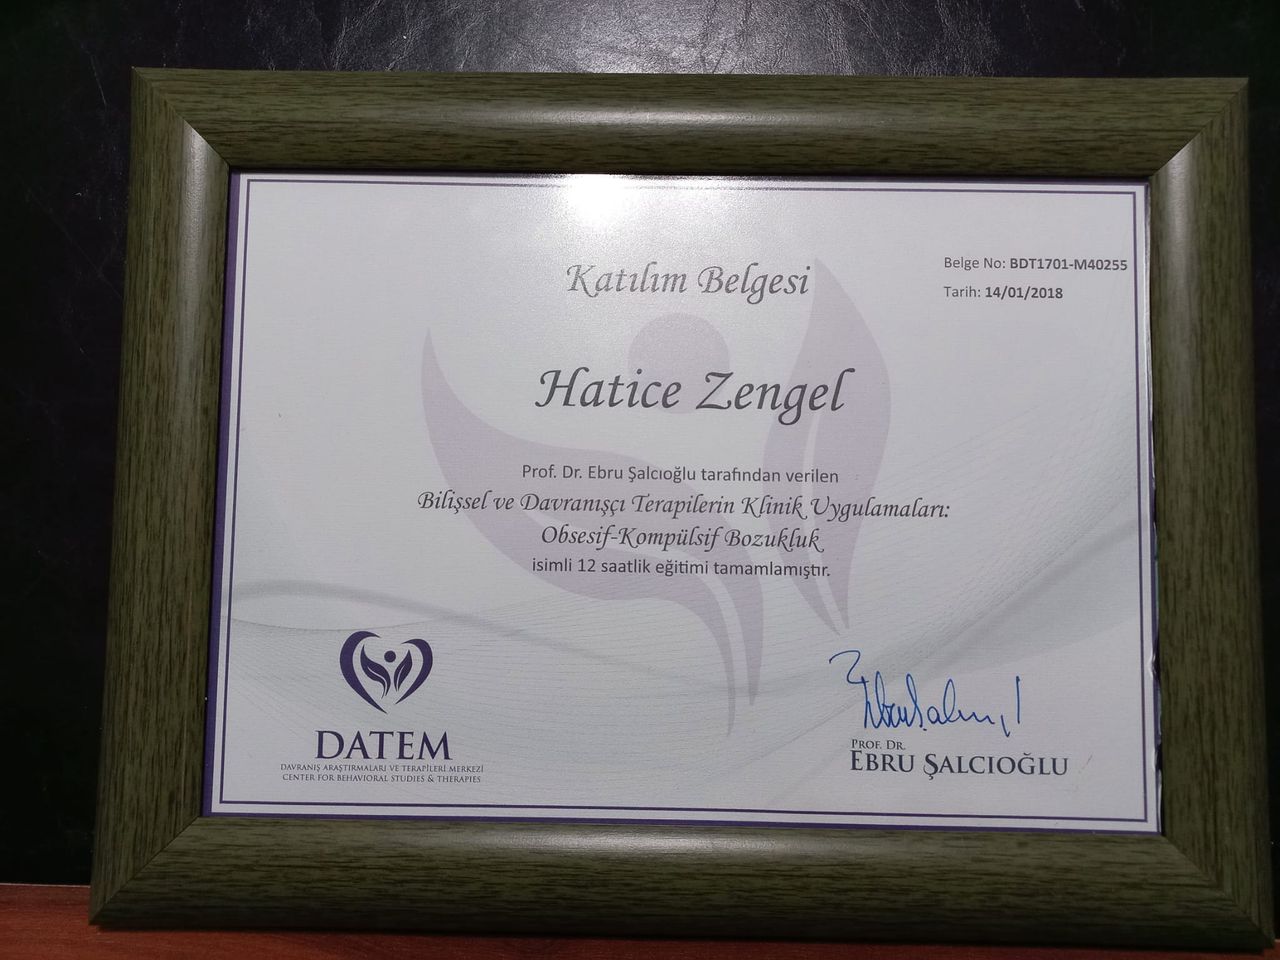 Katılım Belgesi
Belge No: BDT1701-M40255
Tarih: 14/01/2018
Hatice Zengel
Prof. Dr. Ebru Şalcıoğlu tarafından verilen
Bilişsel ve Davranışçı Terapilerin Klinik Uygulamaları:
Obsesif-Kompülsif Bozukluk
isimli 12 saatlik eğitimi tamamlamıştır.
DATEM
DAVRANIŞ ARAŞTIRMALARI VE TERAPİLERİ MERKEZİ
CENTER FOR BEHAVIORAL STUDIES & THERAPIES
PROF. DR.
EBRU ŞALCIOĞLU